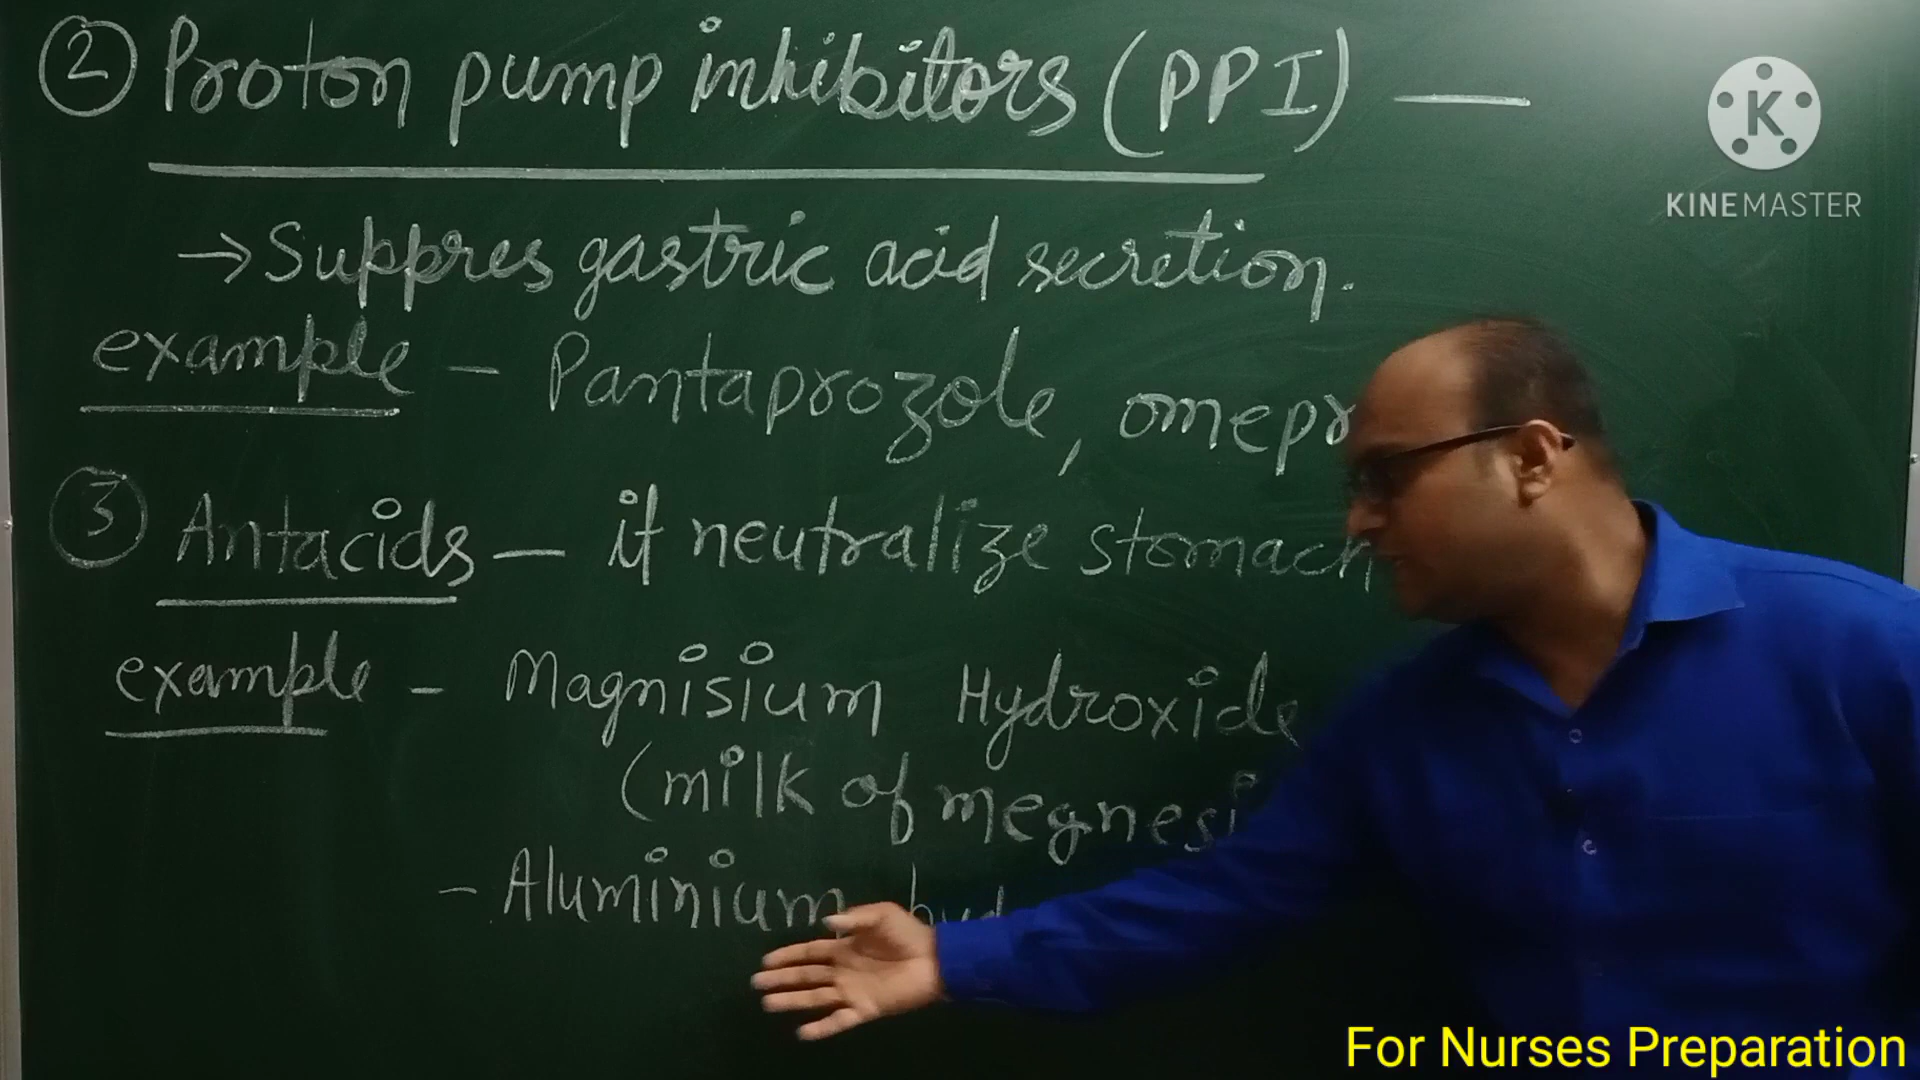 ② Proton pump inhibitors (PPI) —
K
KINEMASTER
→ Suppres gastric acid secretion.
example - Pantaprozole, omepr
③ Antacids — it neutralize stomach
example - Magnisium Hydroxide
(milk of megnesi
- Aluminium hyd
For Nurses Preparation